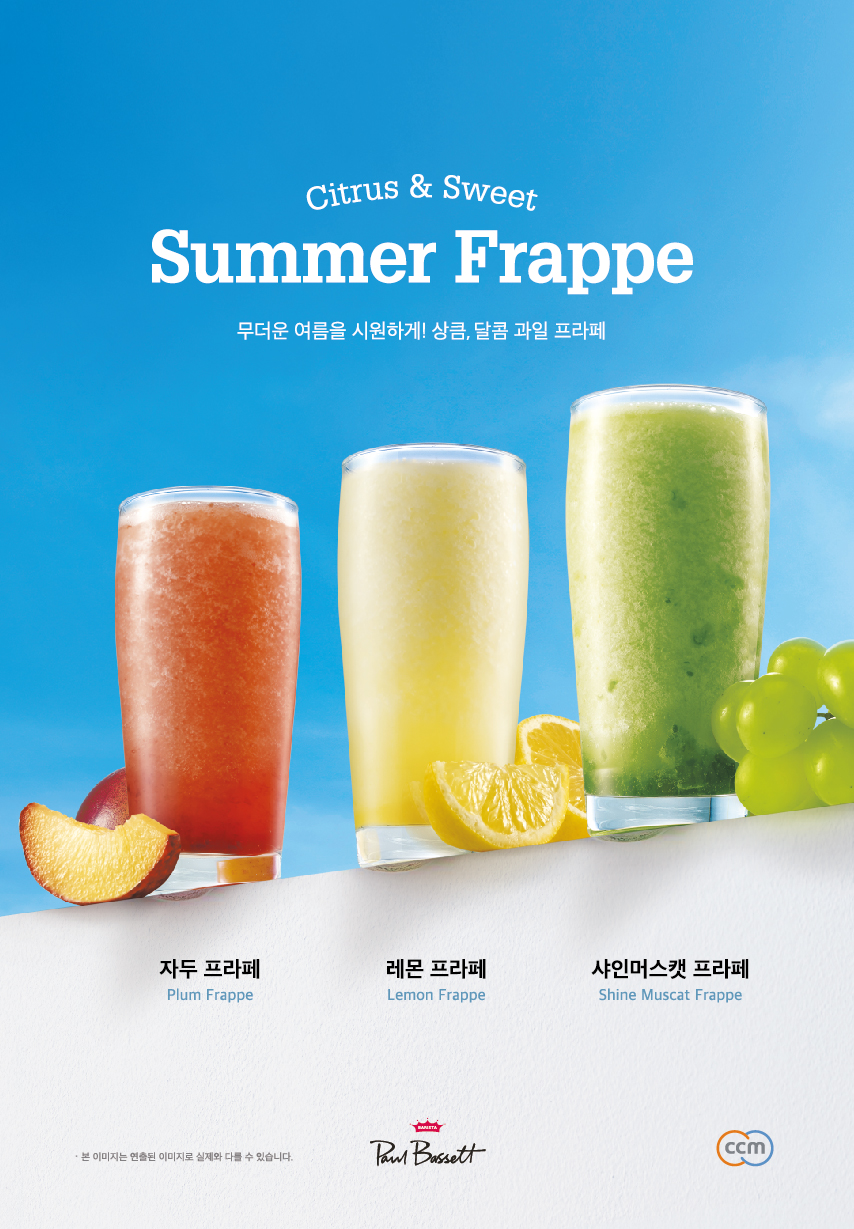 Citrus & Sweet
Summer Frappe
무더운 여름을 시원하게! 상큼, 달콤 과일 프라페
자두 프라페
Plum Frappe
레몬 프라페
Lemon Frappe
샤인머스캣 프라페
Shine Muscat Frappe
· 본 이미지는 연출된 이미지로 실제와 다를 수 있습니다.
BARISTA
Paul Bassett
ccm